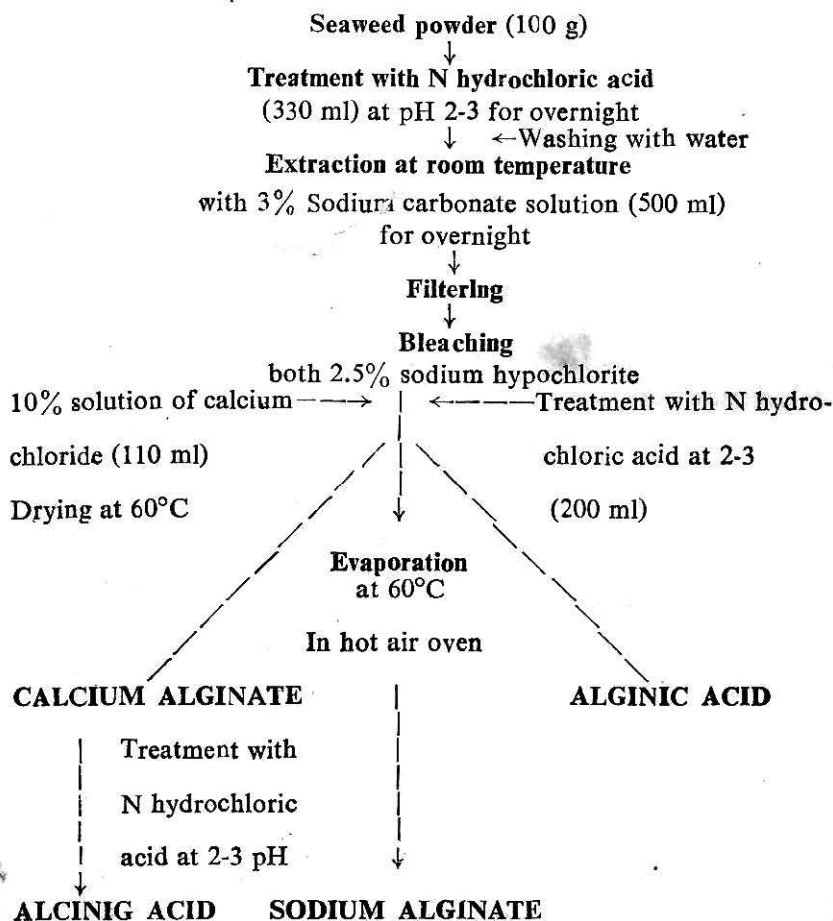 Seaweed powder (100 g)
↓
Treatment with N hydrochloric acid
(330 ml) at pH 2-3 for overnight
↓ ←Washing with water
Extraction at room temperature
with 3% Sodium carbonate solution (500 ml)
for overnight
↓
Filtering
↓
Bleaching
both 2.5% sodium hypochlorite
10% solution of calcium
chloride (110 ml)
Drying at 60°C
Treatment with N hydro-
chloric acid at 2-3
(200 ml)
Evaporation
at 60°C
In hot air oven
CALCIUM ALGINATE
ALGINIC ACID
Treatment with
N hydrochloric
acid at 2-3 pH
ALCINIG ACID
SODIUM ALGINATE